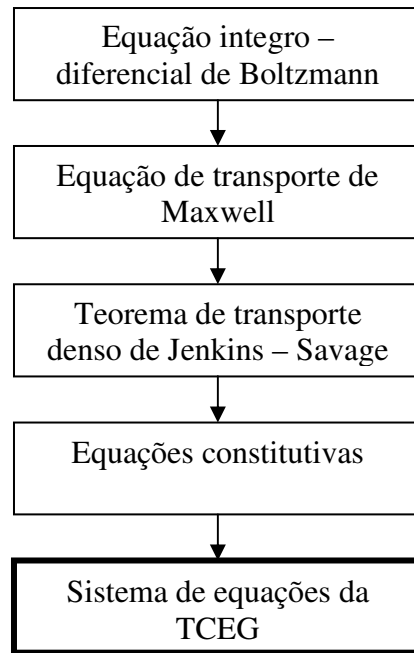 Equação integro –
diferencial de Boltzmann
Equação de transporte de
Maxwell
Teorema de transporte
denso de Jenkins – Savage
Equações constitutivas
Sistema de equações da
TCEG